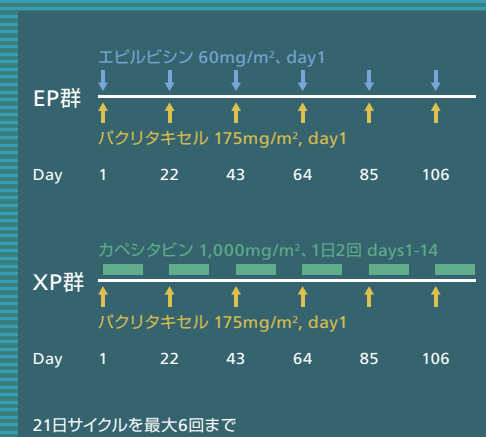 エピルビシン 60mg/m²、day1
EP群
パクリタキセル 175mg/m², day1
Day 1 22 43 64 85 106
カペシタビン 1,000mg/m²、1日2回 days1-14
XP群
パクリタキセル 175mg/m², day1
Day 1 22 43 64 85 106
21日サイクルを最大6回まで